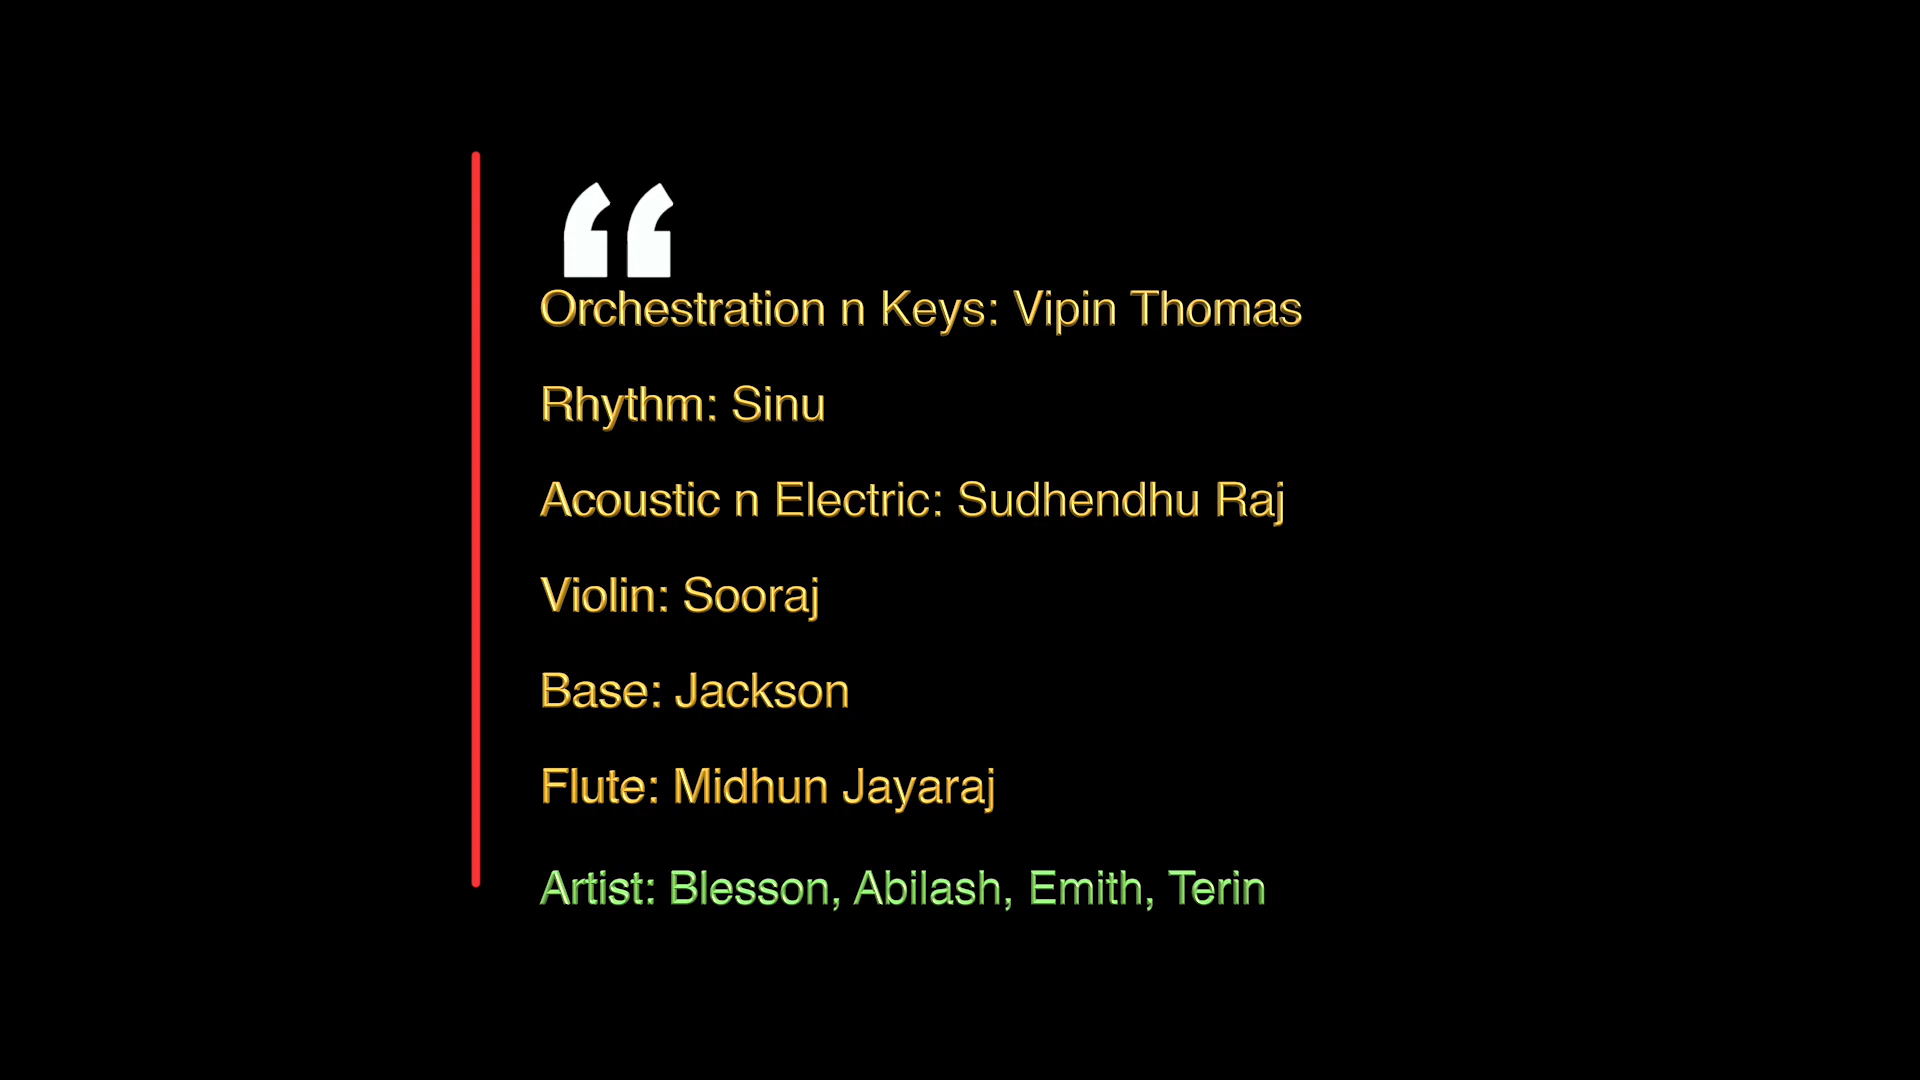 “
Orchestration n Keys: Vipin Thomas
Rhythm: Sinu
Acoustic n Electric: Sudhendhu Raj
Violin: Sooraj
Base: Jackson
Flute: Midhun Jayaraj
Artist: Blesson, Abilash, Emith, Terin